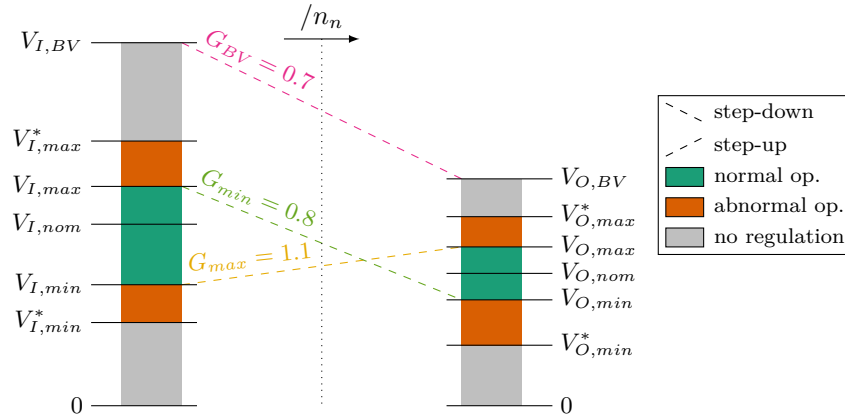 /n_n
V_{I,BV}
G_{BV} = 0.7
V^*_{I,max}
V_{I,max}
G_{min} = 0.8
V_{I,nom}
G_{max} = 1.1
V_{I,min}
V^*_{I,min}
0
V_{O,BV}
V^*_{O,max}
V_{O,max}
V_{O,nom}
V_{O,min}
V^*_{O,min}
0
step-down
step-up
normal op.
abnormal op.
no regulation